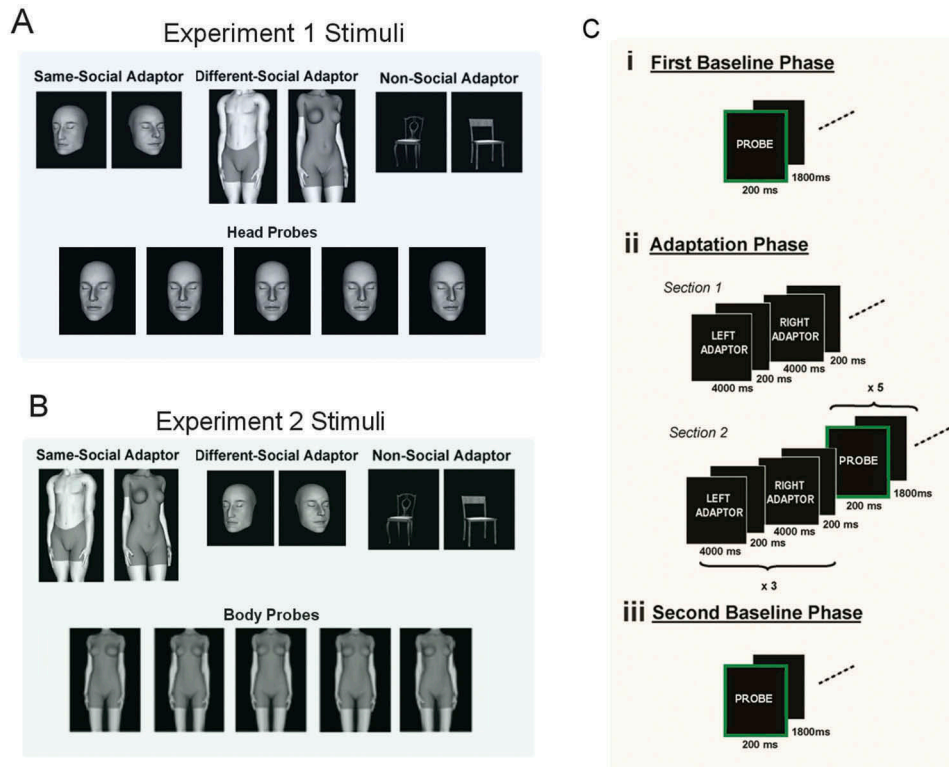 A
Experiment 1 Stimuli
Same-Social Adaptor
Different-Social Adaptor
Non-Social Adaptor
Head Probes
B
Experiment 2 Stimuli
Same-Social Adaptor
Different-Social Adaptor
Non-Social Adaptor
Body Probes
C
i First Baseline Phase
PROBE
1800ms
200 ms
ii Adaptation Phase
Section 1
LEFT
ADAPTOR
RIGHT
ADAPTOR
4000 ms
200 ms
4000 ms
200 ms
x 5
Section 2
LEFT
ADAPTOR
RIGHT
ADAPTOR
PROBE
4000 ms
200 ms
4000 ms
200 ms
200 ms
1800ms
x 3
iii Second Baseline Phase
PROBE
1800ms
200 ms